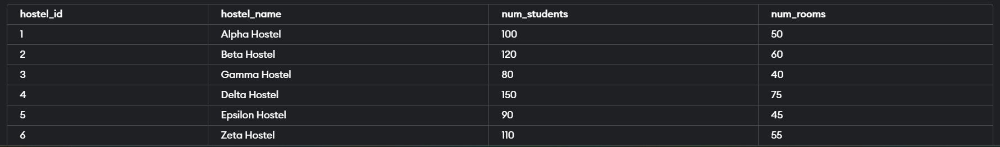 hostel_id hostel_name num_students num_rooms
1 Alpha Hostel 100 50
2 Beta Hostel 120 60
3 Gamma Hostel 80 40
4 Delta Hostel 150 75
5 Epsilon Hostel 90 45
6 Zeta Hostel 110 55